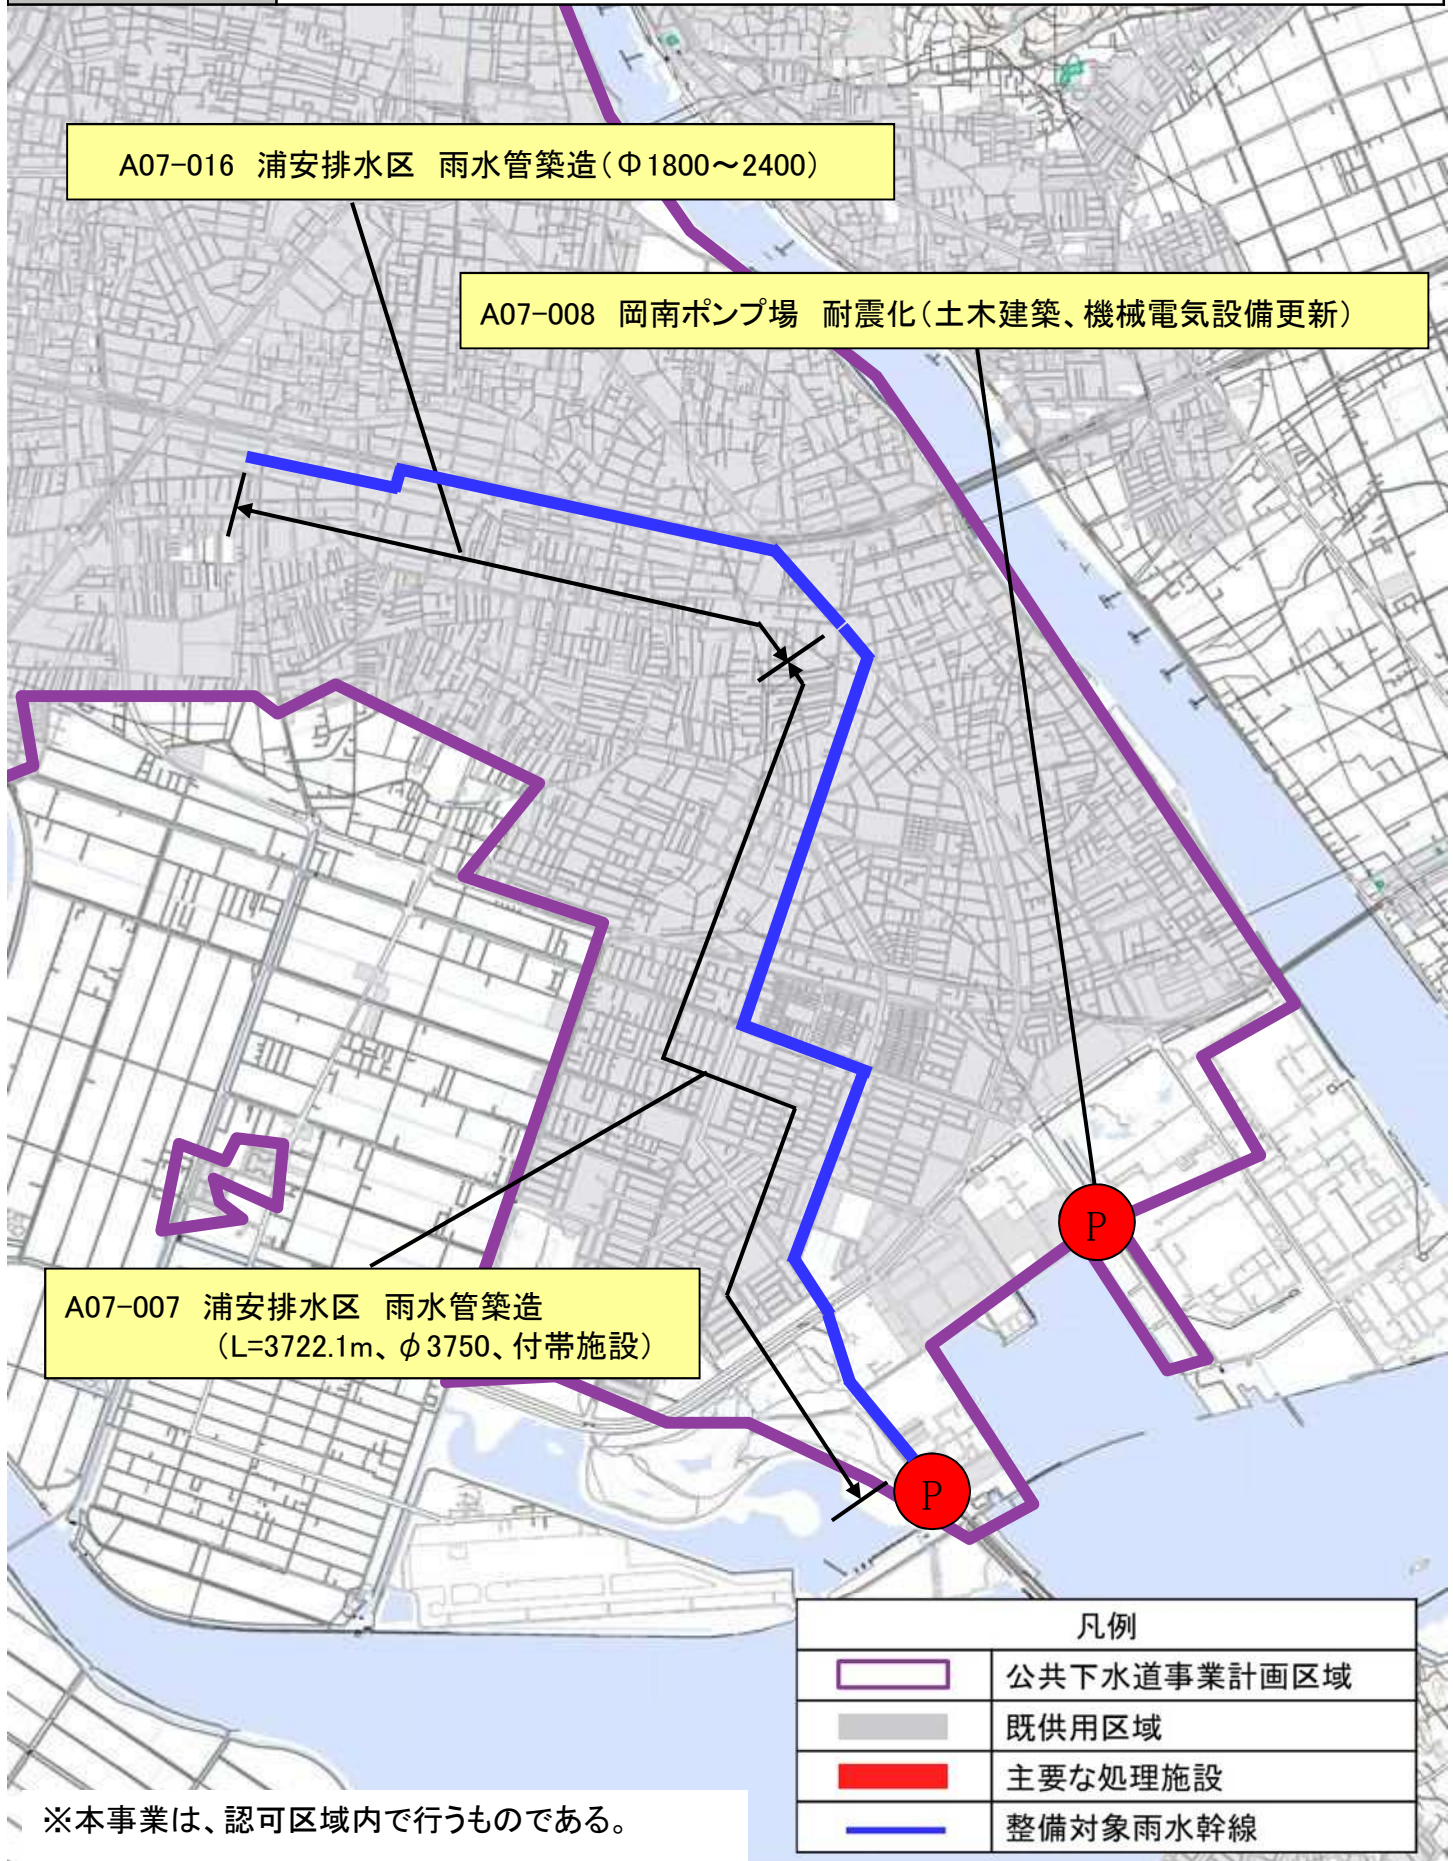 A07-016 浦安排水区 雨水管築造(Φ1800～2400)
A07-008 岡南ポンプ場 耐震化(土木建築、機械電気設備更新)
A07-007 浦安排水区 雨水管築造
(L=3722.1m、φ3750、付帯施設)
P
P
凡例
公共下水道事業計画区域
既供用区域
主要な処理施設
整備対象雨水幹線
※本事業は、認可区域内で行うものである。